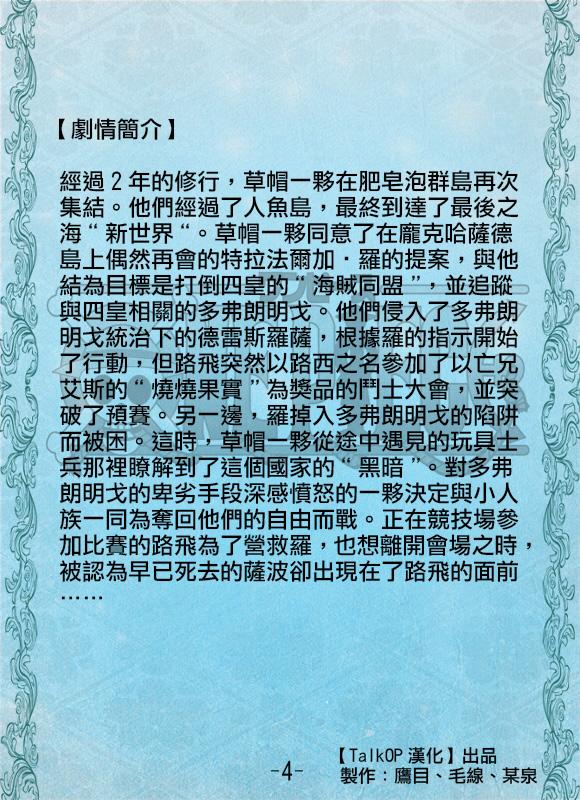 【劇情簡介】
經過2年的修行，草帽一夥在肥皂泡群島再次
集結。他們經過了人魚島，最終到達了最後之
海“新世界“。草帽一夥同意了在龐克哈薩德
島上偶然再會的特拉法爾加．羅的提案，與他
結為目標是打倒四皇的“海賊同盟”，並追蹤
與四皇相關的多弗朗明戈。他們侵入了多弗朗
明戈統治下的德雷斯羅薩，根據羅的指示開始
了行動，但路飛突然以路西之名參加了以亡兄
艾斯的“燒燒果實”為獎品的鬥士大會，並突
破了預賽。另一邊，羅掉入多弗朗明戈的陷阱
而被困。這時，草帽一夥從途中遇見的玩具士
兵那裡瞭解到了這個國家的“黑暗”。對多弗
朗明戈的卑劣手段深感憤怒的一夥決定與小人
族一同為奪回他們的自由而戰。正在競技場參
加比賽的路飛為了營救羅，也想離開會場之時，
被認為早已死去的薩波卻出現在了路飛的面前
……
【TalkOP漢化】出品
-4-
製作：鷹目、毛線、某泉